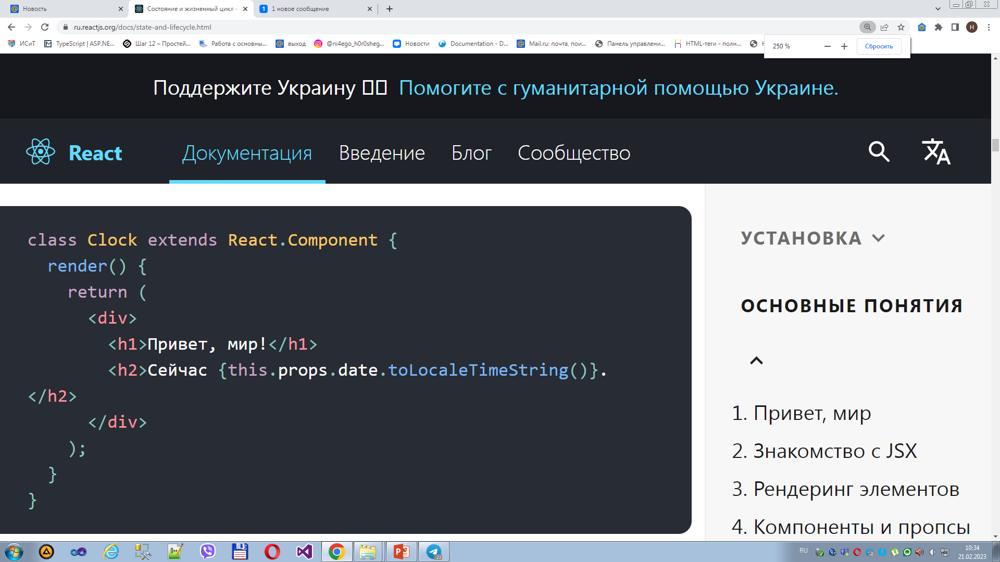 Новость
Состояние и жизненный цикл –
1 новое сообщение
ru.reactjs.org/docs/state-and-lifecycle.html
Н
ИСиТ
TypeScript | ASP.NE...
Шаг 12 – Простей...
Работа с основны...
выход
@ni4ego_h0r0sheg...
Новости
Documentation - D...
Mail.ru: почта, пои...
Панель управлени...
HTML-теги - полн...
250 %
Сбросить
Поддержите Украину Помогите с гуманитарной помощью Украине.
React
Документация
Введение
Блог
Сообщество
class Clock extends React.Component {
render() {
return (
<div>
<h1>Привет, мир!</h1>
<h2>Сейчас {this.props.date.toLocaleTimeString()}.
</h2>
</div>
);
}
}
УСТАНОВКА
ОСНОВНЫЕ ПОНЯТИЯ
1. Привет, мир
2. Знакомство с JSX
3. Рендеринг элементов
4. Компоненты и пропсы
RU
10:34
21.02.2023